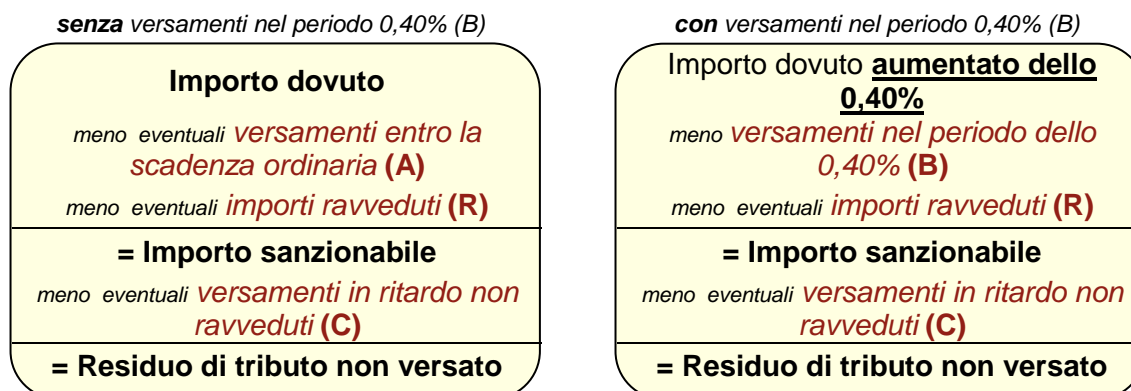 senza versamenti nel periodo 0,40% (B)
Importo dovuto
meno eventuali versamenti entro la
scadenza ordinaria (A)
meno eventuali importi ravveduti (R)
= Importo sanzionabile
meno eventuali versamenti in ritardo non
ravveduti (C)
= Residuo di tributo non versato
con versamenti nel periodo 0,40% (B)
Importo dovuto aumentato dello
0,40%
meno versamenti nel periodo dello
0,40% (B)
meno eventuali importi ravveduti (R)
= Importo sanzionabile
meno eventuali versamenti in ritardo non
ravveduti (C)
= Residuo di tributo non versato